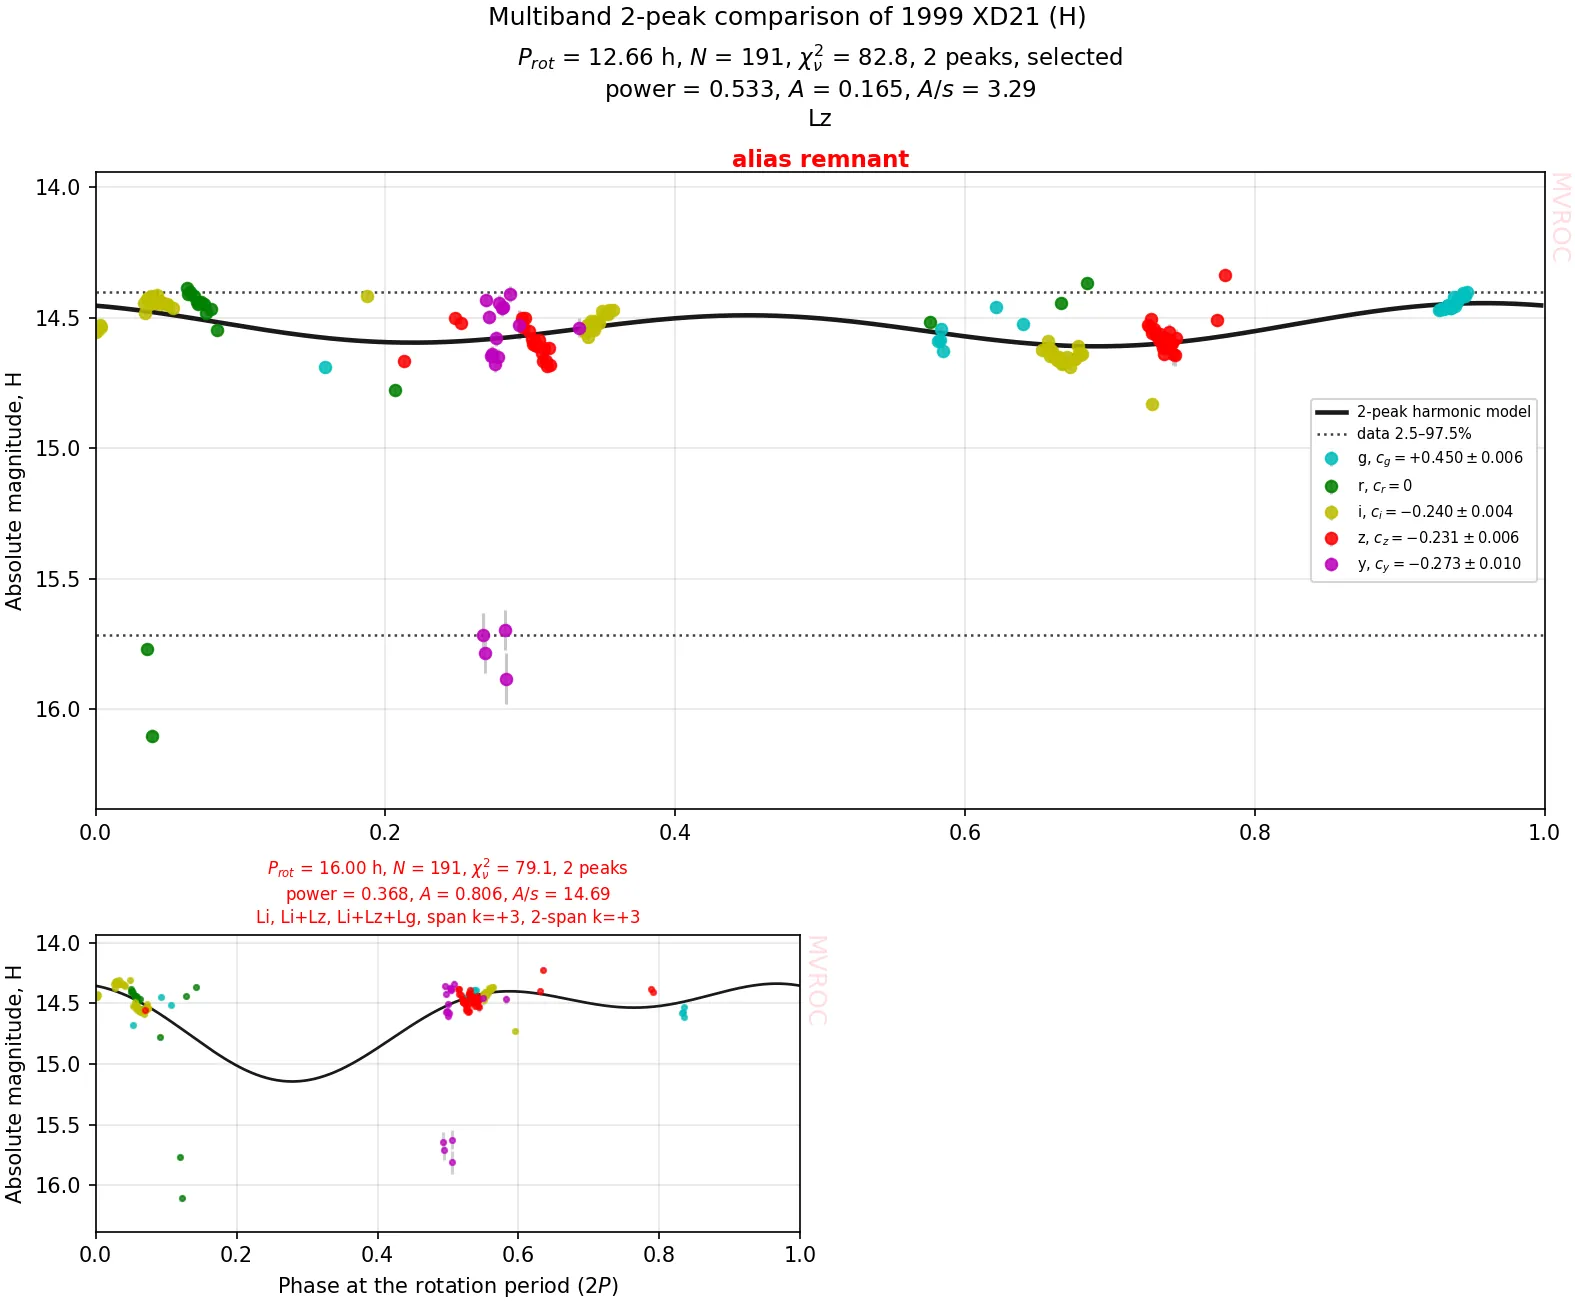 Multiband 2-peak comparison of 1999 XD21 (H)
P_rot = 12.66 h, N = 191, χ²_ν = 82.8, 2 peaks, selected
power = 0.533, A = 0.165, A/s = 3.29
Lz
alias remnant
MVROC
14.0
14.5
15.0
15.5
16.0
Absolute magnitude, H
2-peak harmonic model
data 2.5–97.5%
g, c_g = +0.450 ± 0.006
r, c_r = 0
i, c_i = −0.240 ± 0.004
z, c_z = −0.231 ± 0.006
y, c_y = −0.273 ± 0.010
0.0 0.2 0.4 0.6 0.8 1.0
P_rot = 16.00 h, N = 191, χ²_ν = 79.1, 2 peaks
power = 0.368, A = 0.806, A/s = 14.69
Li, Li+Lz, Li+Lz+Lg, span k=+3, 2-span k=+3
MVROC
14.0
14.5
15.0
15.5
16.0
Absolute magnitude, H
0.0 0.2 0.4 0.6 0.8 1.0
Phase at the rotation period (2P)